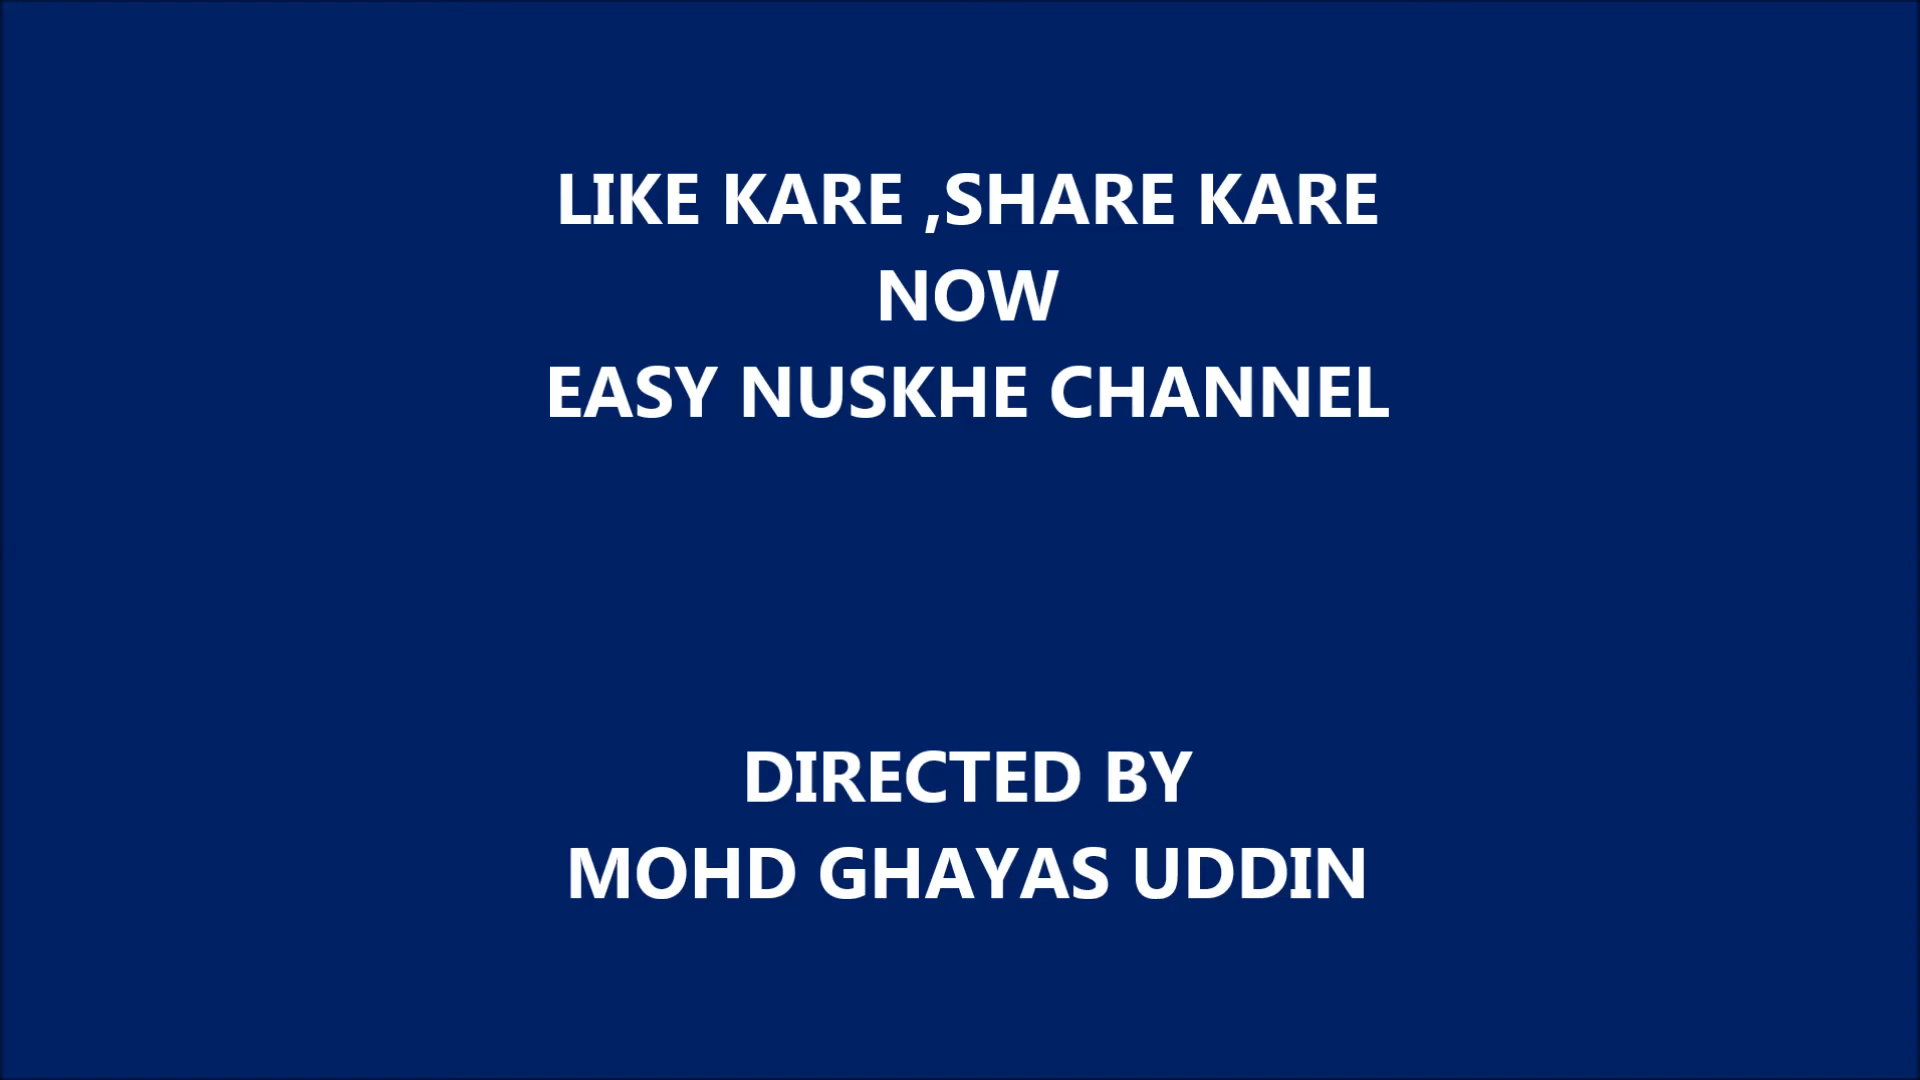 LIKE KARE ,SHARE KARE
NOW
EASY NUSKHE CHANNEL
DIRECTED BY
MOHD GHAYAS UDDIN